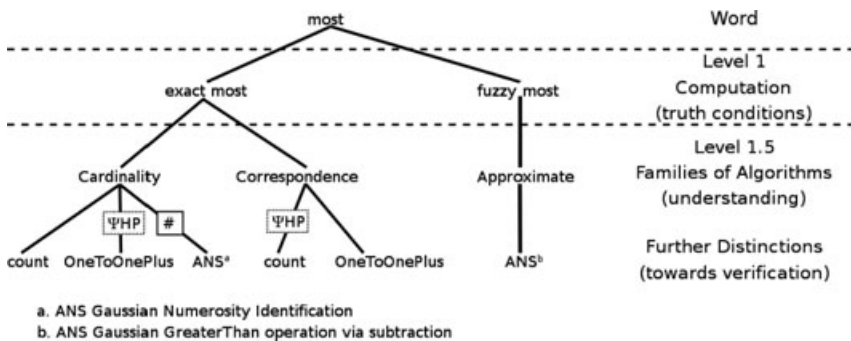 most
Word
Level 1
Computation
(truth conditions)
exact most
fuzzy most
Level 1.5
Families of Algorithms
(understanding)
Cardinality
Correspondence
Approximate
ΨHP
#
ΨHP
Further Distinctions
(towards verification)
count
OneToOnePlus
ANSᵃ
count
OneToOnePlus
ANSᵇ
a. ANS Gaussian Numerosity Identification
b. ANS Gaussian GreaterThan operation via subtraction